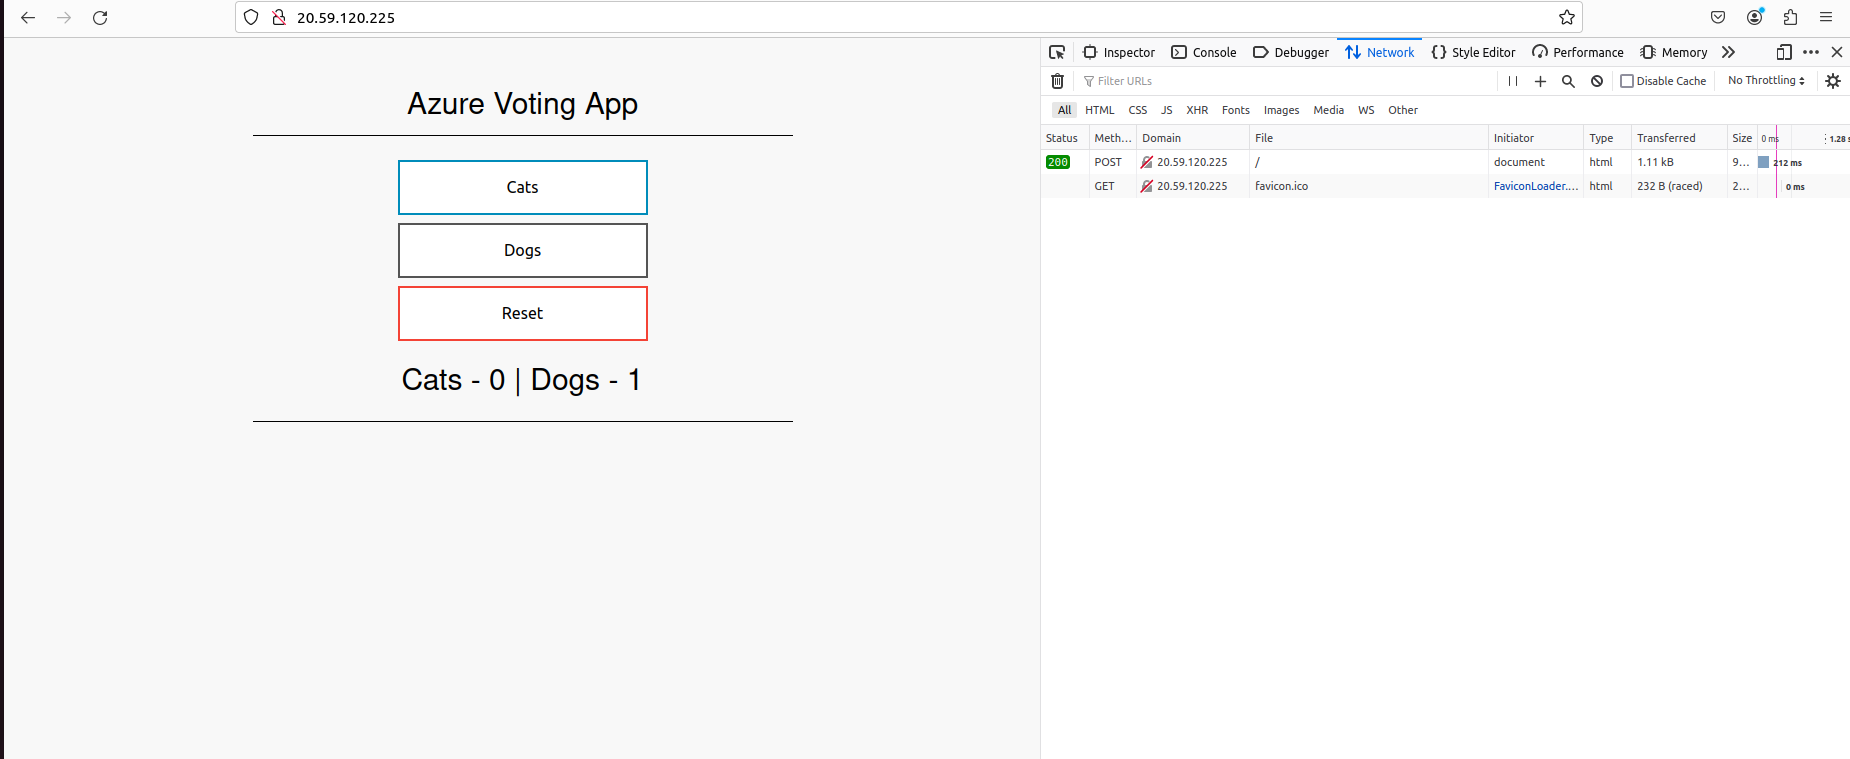 20.59.120.225
Azure Voting App
Cats
Dogs
Reset
Cats - 0 | Dogs - 1
Inspector Console Debugger Network Style Editor Performance Memory
Filter URLs Disable Cache No Throttling
All HTML CSS JS XHR Fonts Images Media WS Other
Status Meth... Domain File Initiator Type Transferred Size 0 ms 1.28 s
200 POST 20.59.120.225 / document html 1.11 kB 9... 212 ms
GET 20.59.120.225 favicon.ico FaviconLoader.... html 232 B (raced) 2... 0 ms